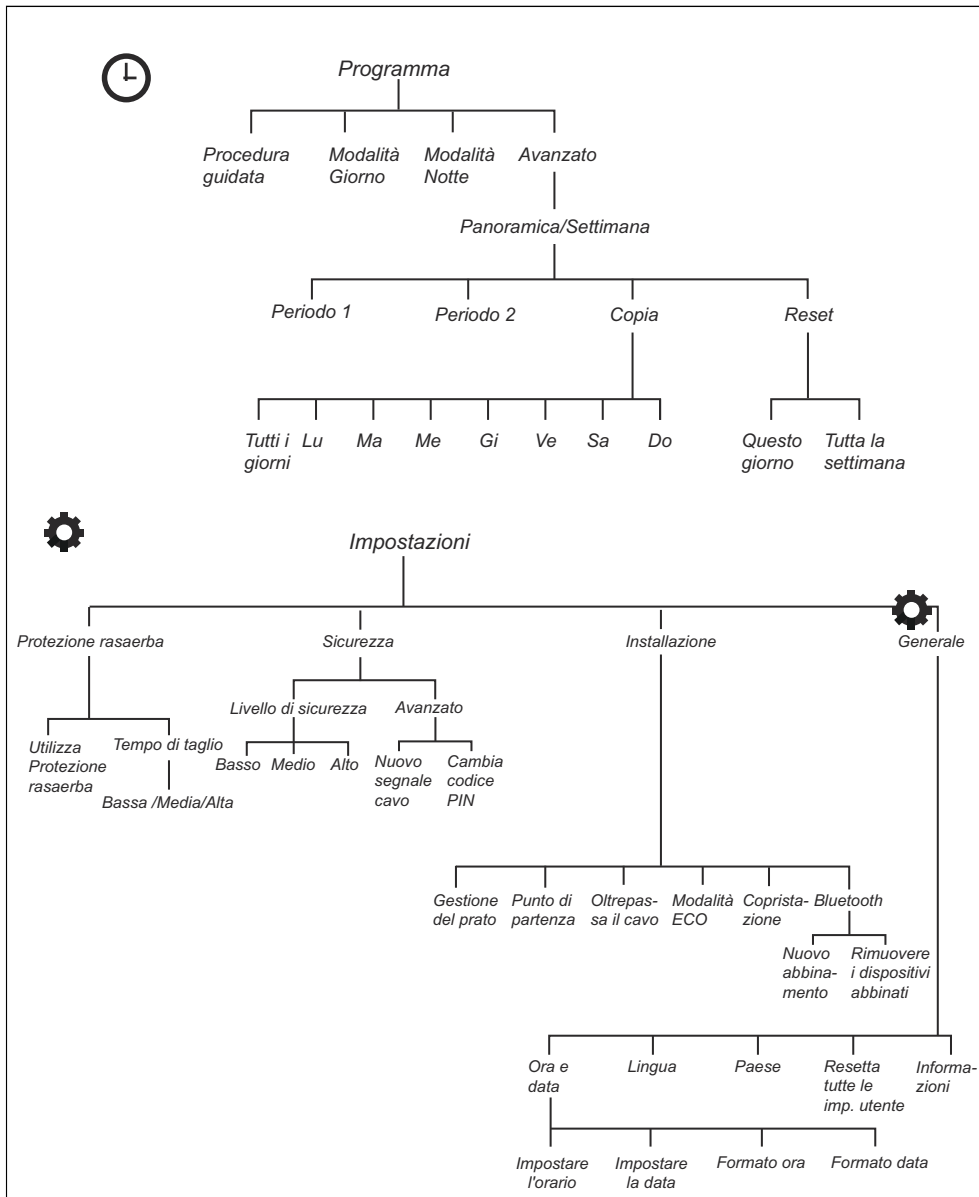 Programma
Procedura
guidata
Modalità
Giorno
Modalità
Notte
Avanzato
Panoramica/Settimana
Periodo 1
Periodo 2
Copia
Reset
Tutti i
giorni
Lu
Ma
Me
Gi
Ve
Sa
Do
Questo
giorno
Tutta la
settimana
Impostazioni
Protezione rasaerba
Sicurezza
Installazione
Generale
Utilizza
Protezione
rasaerba
Tempo di taglio
Bassa /Media/Alta
Livello di sicurezza
Avanzato
Basso
Medio
Alto
Nuovo
segnale
cavo
Cambia
codice
PIN
Gestione
del prato
Punto di
partenza
Oltrepas-
sa il cavo
Modalità
ECO
Coprista-
zione
Bluetooth
Nuovo
abbina-
mento
Rimuovere
i dispositivi
abbinati
Ora e
data
Lingua
Paese
Resetta
tutte le
imp. utente
Informa-
zioni
Impostare
l'orario
Impostare
la data
Formato ora
Formato data